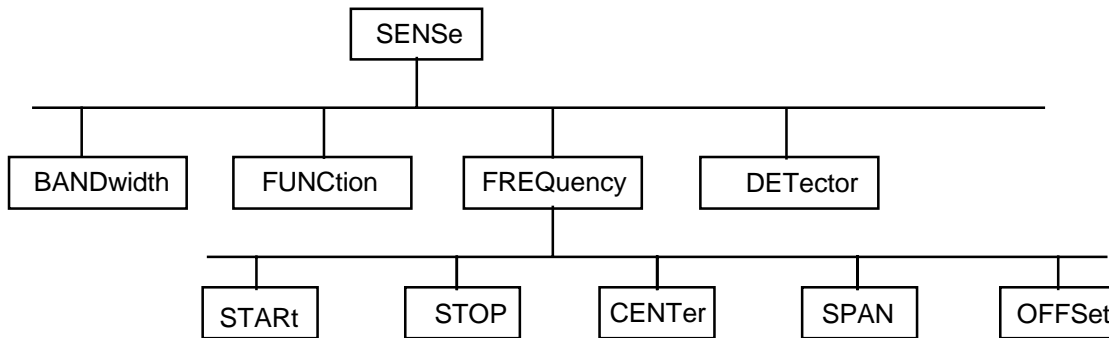 SENSe
BANDwidth FUNCtion FREQuency DETector
STARt STOP CENTer SPAN OFFSet